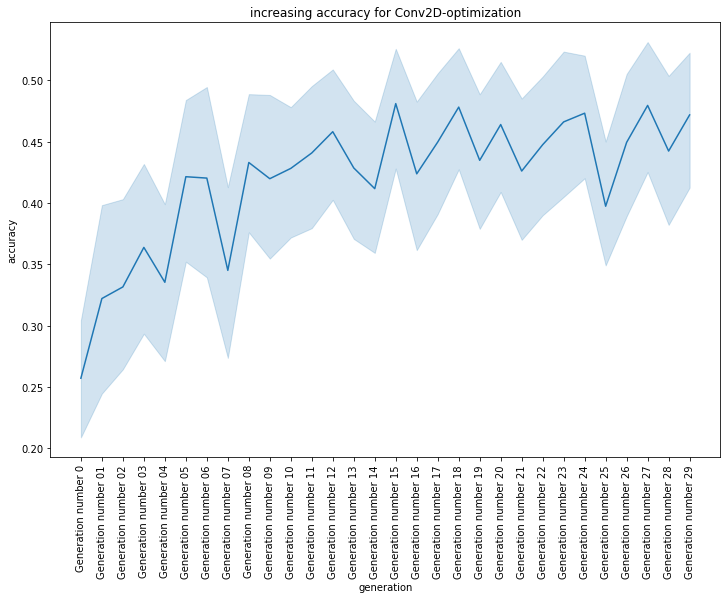 increasing accuracy for Conv2D-optimization
accuracy
0.50
0.45
0.40
0.35
0.30
0.25
0.20
Generation number 0
Generation number 01
Generation number 02
Generation number 03
Generation number 04
Generation number 05
Generation number 06
Generation number 07
Generation number 08
Generation number 09
Generation number 10
Generation number 11
Generation number 12
Generation number 13
Generation number 14
Generation number 15
Generation number 16
Generation number 17
Generation number 18
Generation number 19
Generation number 20
Generation number 21
Generation number 22
Generation number 23
Generation number 24
Generation number 25
Generation number 26
Generation number 27
Generation number 28
Generation number 29
generation